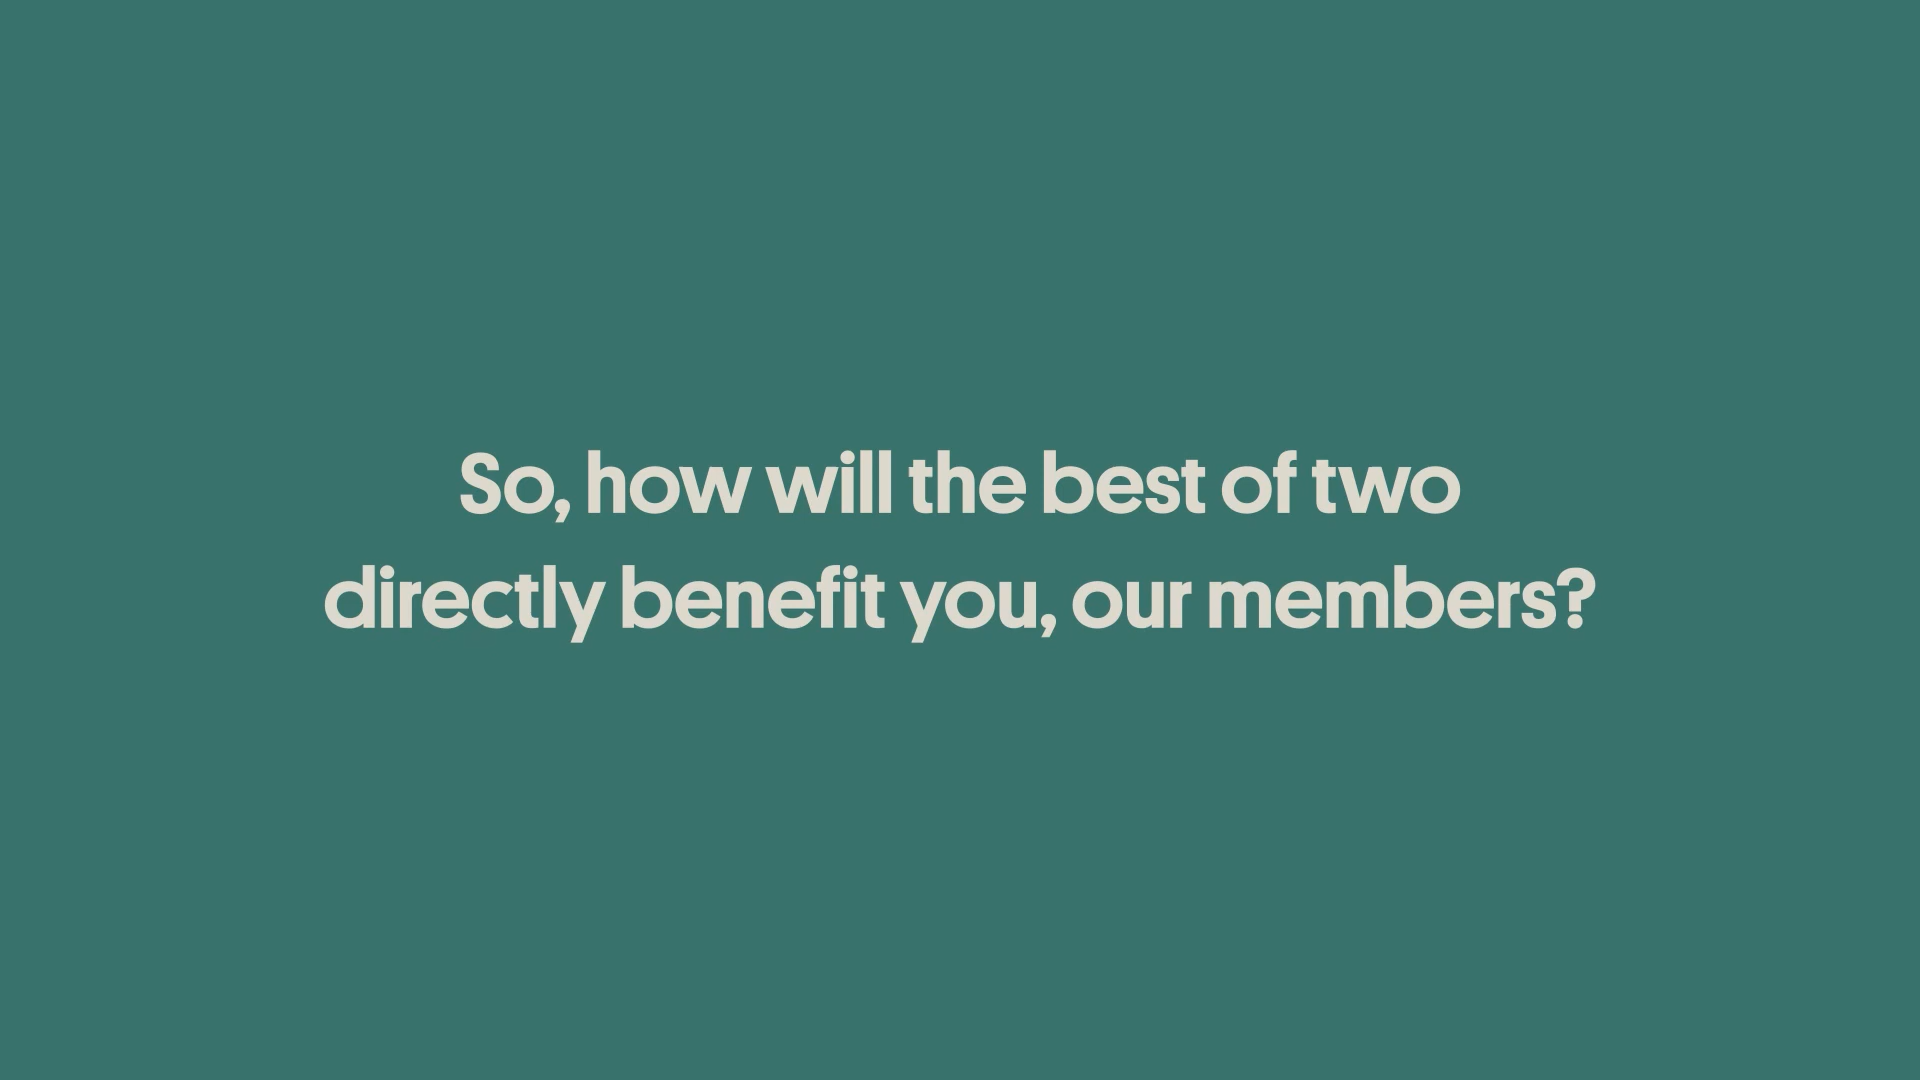 So, how will the best of two
directly benefit you, our members?